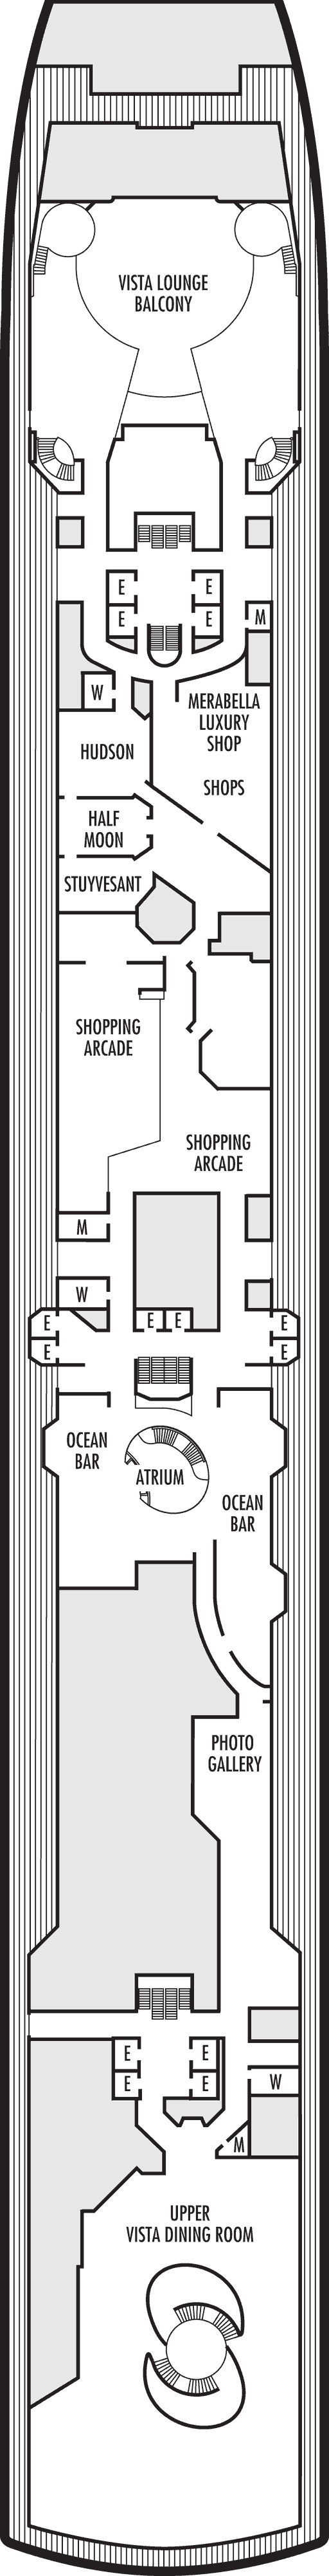 VISTA LOUNGE
BALCONY
E
E
E
E
M
W
MERABELLA
LUXURY
SHOP
HUDSON
SHOPS
HALF
MOON
STUYVESANT
SHOPPING
ARCADE
SHOPPING
ARCADE
M
W
E
E
E
E
E
E
OCEAN
BAR
ATRIUM
OCEAN
BAR
PHOTO
GALLERY
E
E
E
E
W
M
UPPER
VISTA DINING ROOM